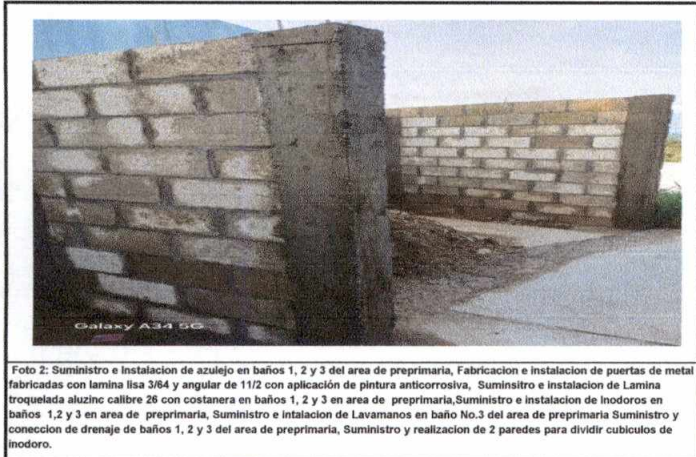 Galaxy A34 5G
Foto 2: Suministro e Instalacion de azulejo en baños 1, 2 y 3 del area de preprimaria, Fabricacion e instalacion de puertas de metal
fabricadas con lamina lisa 3/64 y angular de 11/2 con aplicación de pintura anticorrosiva, Suminsitro e instalacion de Lamina
troquelada aluzinc calibre 26 con costanera en baños 1, 2 y 3 en area de preprimaria,Suministro e instalacion de Inodoros en
baños 1,2 y 3 en area de preprimaria, Suministro e intalacion de Lavamanos en baño No.3 del area de preprimaria Suministro y
coneccion de drenaje de baños 1, 2 y 3 del area de preprimaria, Suministro y realizacion de 2 paredes para dividir cubiculos de
inodoro.